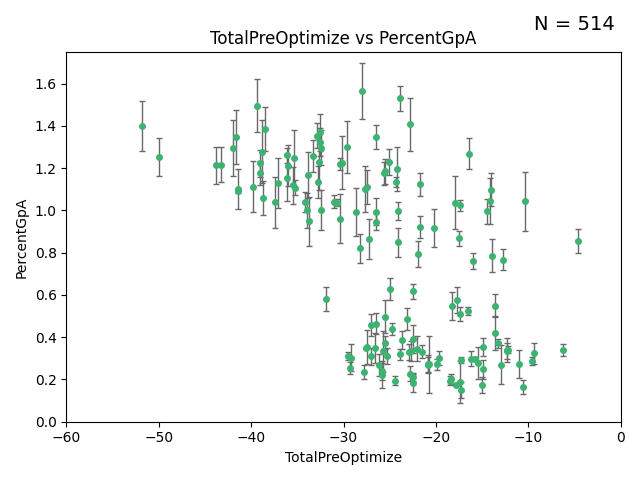 N = 514
TotalPreOptimize vs PercentGpA
PercentGpA
1.6
1.4
1.2
1.0
0.8
0.6
0.4
0.2
0.0
−60 −50 −40 −30 −20 −10 0
TotalPreOptimize